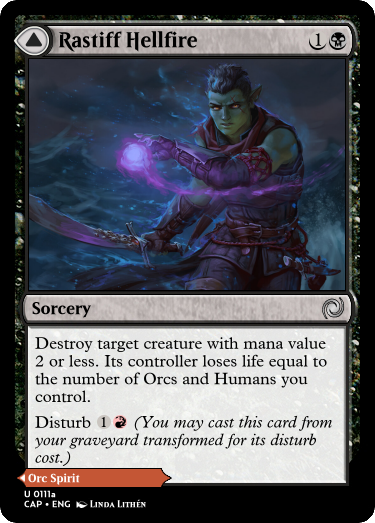 Rastiff Hellfire 1
Sorcery
Destroy target creature with mana value
2 or less. Its controller loses life equal to
the number of Orcs and Humans you
control.
Disturb 1 (You may cast this card from
your graveyard transformed for its disturb
cost.)
Orc Spirit
U 0111a
CAP • ENG Linda Lithén